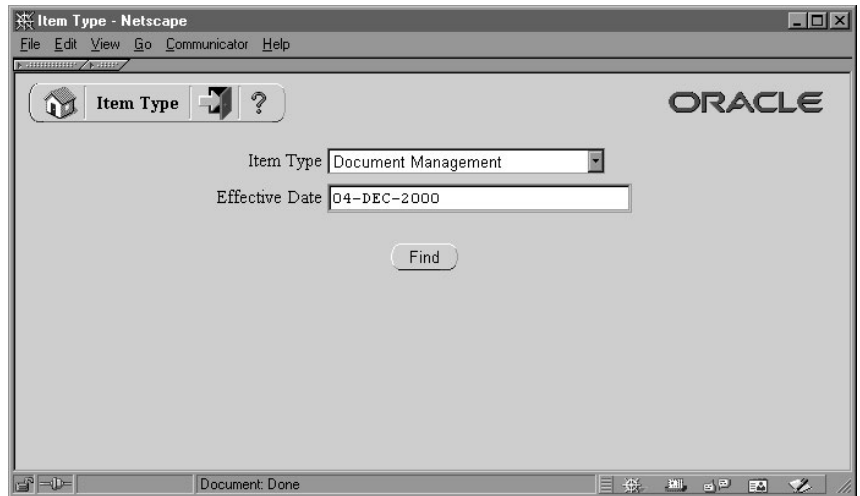 Item Type - Netscape
File Edit View Go Communicator Help
Item Type
?
ORACLE
Item Type Document Management
Effective Date 04-DEC-2000
Find
Document: Done